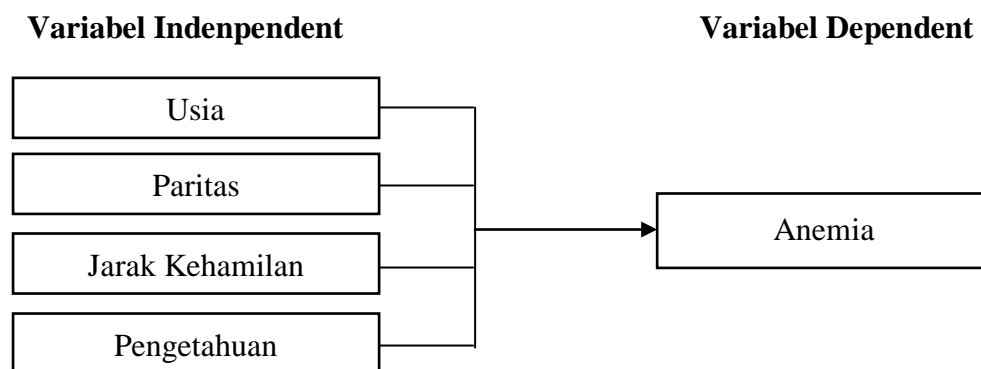 Variabel Indenpendent
Variabel Dependent
Usia
Paritas
Jarak Kehamilan
Pengetahuan
Anemia